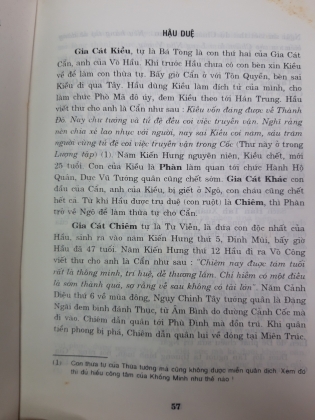 HẬU DUỆ
Gia Cát Kiều, tự là Bá Tòng là con thứ hai của Gia Cát
Cẩn, anh của Vũ Hầu. Khi trước Hầu chưa có con bèn xin Kiều
về để làm con thừa tự. Bấy giờ Cẩn ở với Tôn Quyền, bèn sai
Kiều đi qua Tây. Hầu dùng Kiều làm đích tử của mình, cho
làm chức Phò Mã đô úy, đem Kiều theo tới Hán Trung. Hầu
viết thư cho anh là Cẩn như sau : Kiều vốn đang được về Thành
Đô Nay chư tướng và tử đệ đều coi việc truyền vận. Nghĩ rằng
nên chia xẻ lao nhục với người, nay sai Kiều coi năm, sáu trăm
người cùng tử đệ coi việc truyền vận trong Cốc (Thư này ở trong
Lượng tập) (1). Năm Kiến Hưng nguyên niên, Kiều chết, mới
25 tuổi. Con của Kiều là Phàn làm quan tới chức Hành Hộ
Quân, Dực Vũ Tướng quân cũng chết sớm. Gia Cát Khác con
đầu của Cẩn, anh của Kiều, bị giết ở Ngô, con cháu cũng chết
hết cả. Từ khi Hầu được trụ duệ (con ruột) là Chiêm, thì Phàn
trở về Ngô để làm thừa tự cho Cẩn.
Gia Cát Chiêm tự là Tư Viễn, là đứa con độc nhất của
Hầu, sinh ra vào năm Kiến Hưng thứ 5, Đinh Mùi, bấy giờ
Hầu đã 47 tuổi. Năm Kiến Hưng thứ 12 Hầu đi ra Võ Công
viết thư cho anh là Cẩn như sau : "Chiêm nay được tám tuổi
rất là thông minh, trí huệ, dễ thương lắm. Chỉ hiềm có một điều
là sớm thành quá, sợ rằng về sau không có tài lớn". Năm Cảnh
Diệu thứ 6 về mùa đông, Ngụy Chinh Tây tướng quân là Đặng
Ngải đem binh đánh Thục, từ Âm Bình do đường Cảnh Cốc mà
đi vào. Chiêm dẫn quân tới Phù Dinh mà đồn trú. Khi quân
tiền phong bị phá, Chiêm dẫn quân lui về đóng tại Miên Trúc.
(1) Con thừa tự của Thừa tướng mà cũng không được miễn quân dịch. Xem đó
thì đủ hiểu công tâm của Khổng Minh như thế nào !
57